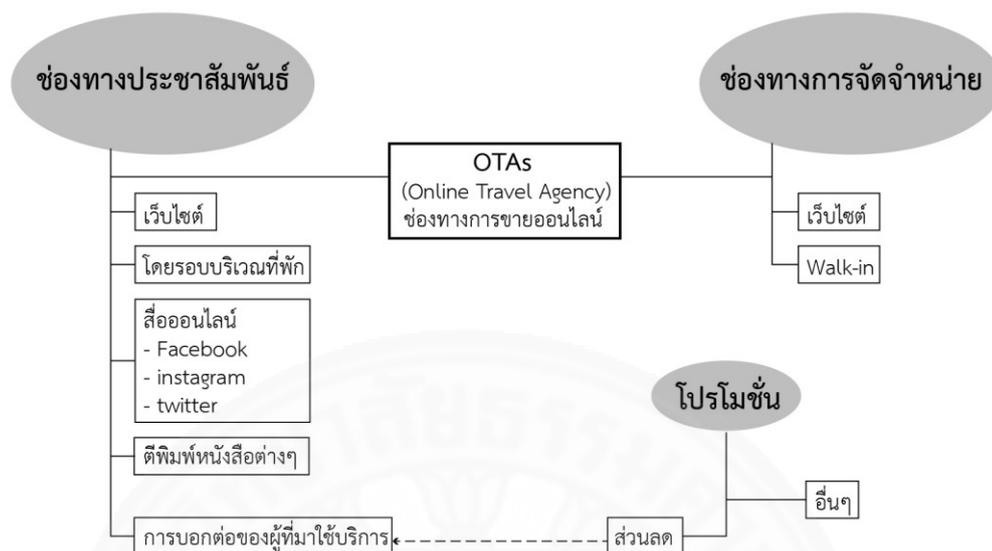 ช่องทางประชาสัมพันธ์
ช่องทางการจัดจำหน่าย
OTAs
(Online Travel Agency)
ช่องทางการขายออนไลน์
เว็บไซต์
โดยรอบบริเวณที่พัก
สื่อออนไลน์
- Facebook
- instagram
- twitter
ตีพิมพ์หนังสือต่างๆ
การบอกต่อของผู้ที่มาใช้บริการ
เว็บไซต์
Walk-in
โปรโมชั่น
อื่นๆ
ส่วนลด